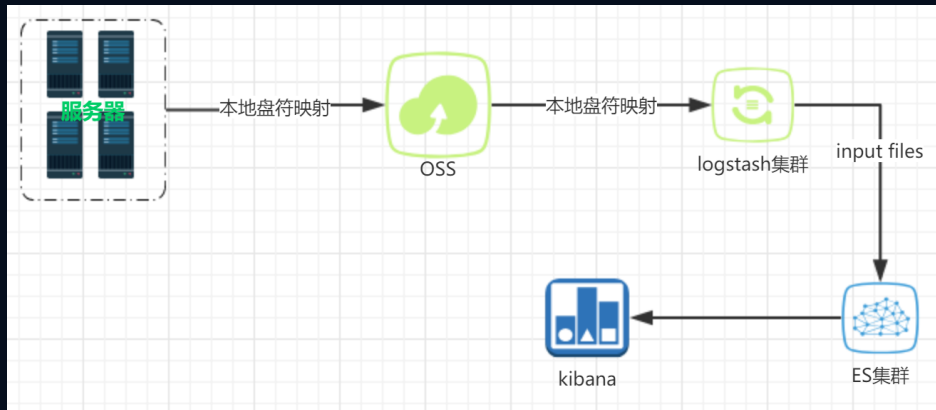 服务器
本地盘符映射
OSS
本地盘符映射
logstash集群
input files
ES集群
kibana